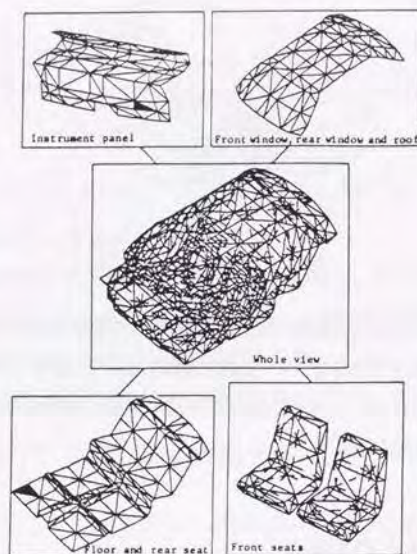 Instrument panel
Front window, rear window and roof
Whole view
Floor and rear seat
Front seats